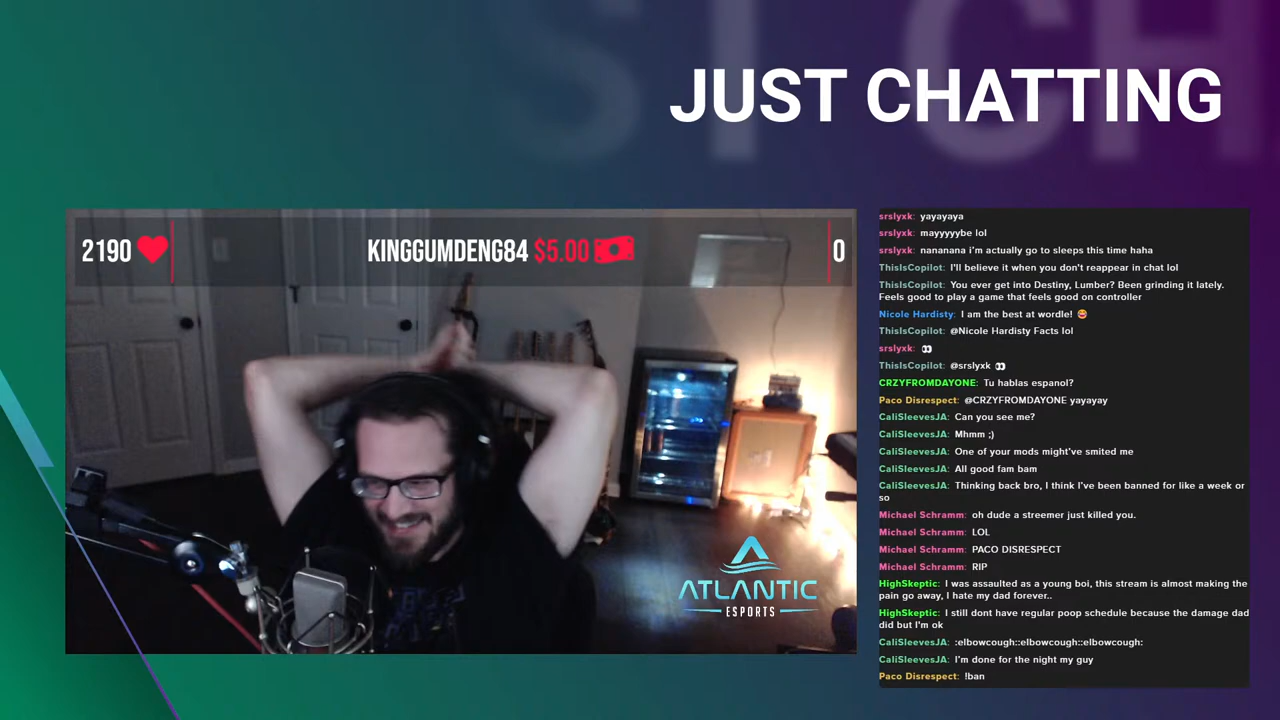 ST CH
JUST CHATTING
2190
KINGGUMDENG84 $5.00
0
ATLANTIC
ESPORTS
srslyxk: yayayaya
srslyxk: mayyyyybe lol
srslyxk: nananana i'm actually go to sleeps this time haha
ThisIsCopilot: I'll believe it when you don't reappear in chat lol
ThisIsCopilot: You ever get into Destiny, Lumber? Been grinding it lately.
Feels good to play a game that feels good on controller
Nicole Hardisty: I am the best at wordle! 😍
ThisIsCopilot: @Nicole Hardisty Facts lol
srslyxk: 👀
ThisIsCopilot: @srslyxk 👀
CRZYFROMDAYONE: Tu hablas espanol?
Paco Disrespect: @CRZYFROMDAYONE yayayay
CaliSleevesJA: Can you see me?
CaliSleevesJA: Mhmm ;)
CaliSleevesJA: One of your mods might've smited me
CaliSleevesJA: All good fam bam
CaliSleevesJA: Thinking back bro, I think I've been banned for like a week or
so
Michael Schramm: oh dude a streemer just killed you.
Michael Schramm: LOL
Michael Schramm: PACO DISRESPECT
Michael Schramm: RIP
HighSkeptic: I was assaulted as a young boi, this stream is almost making the
pain go away, I hate my dad forever..
HighSkeptic: I still dont have regular poop schedule because the damage dad
did but I'm ok
CaliSleevesJA: :elbowcough::elbowcough::elbowcough:
CaliSleevesJA: I'm done for the night my guy
Paco Disrespect: !ban